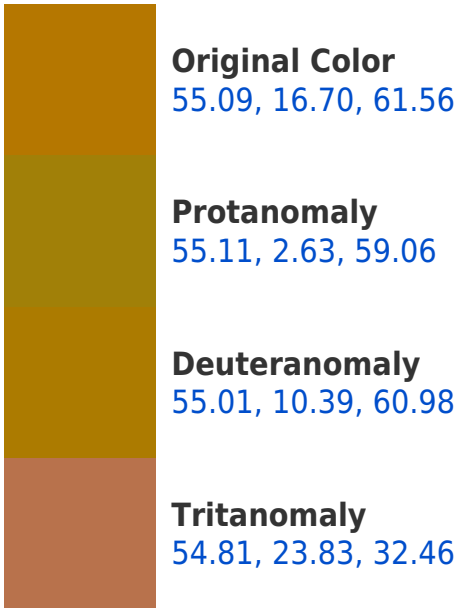 Original Color
55.09, 16.70, 61.56
Protanomaly
55.11, 2.63, 59.06
Deuteranomaly
55.01, 10.39, 60.98
Tritanomaly
54.81, 23.83, 32.46